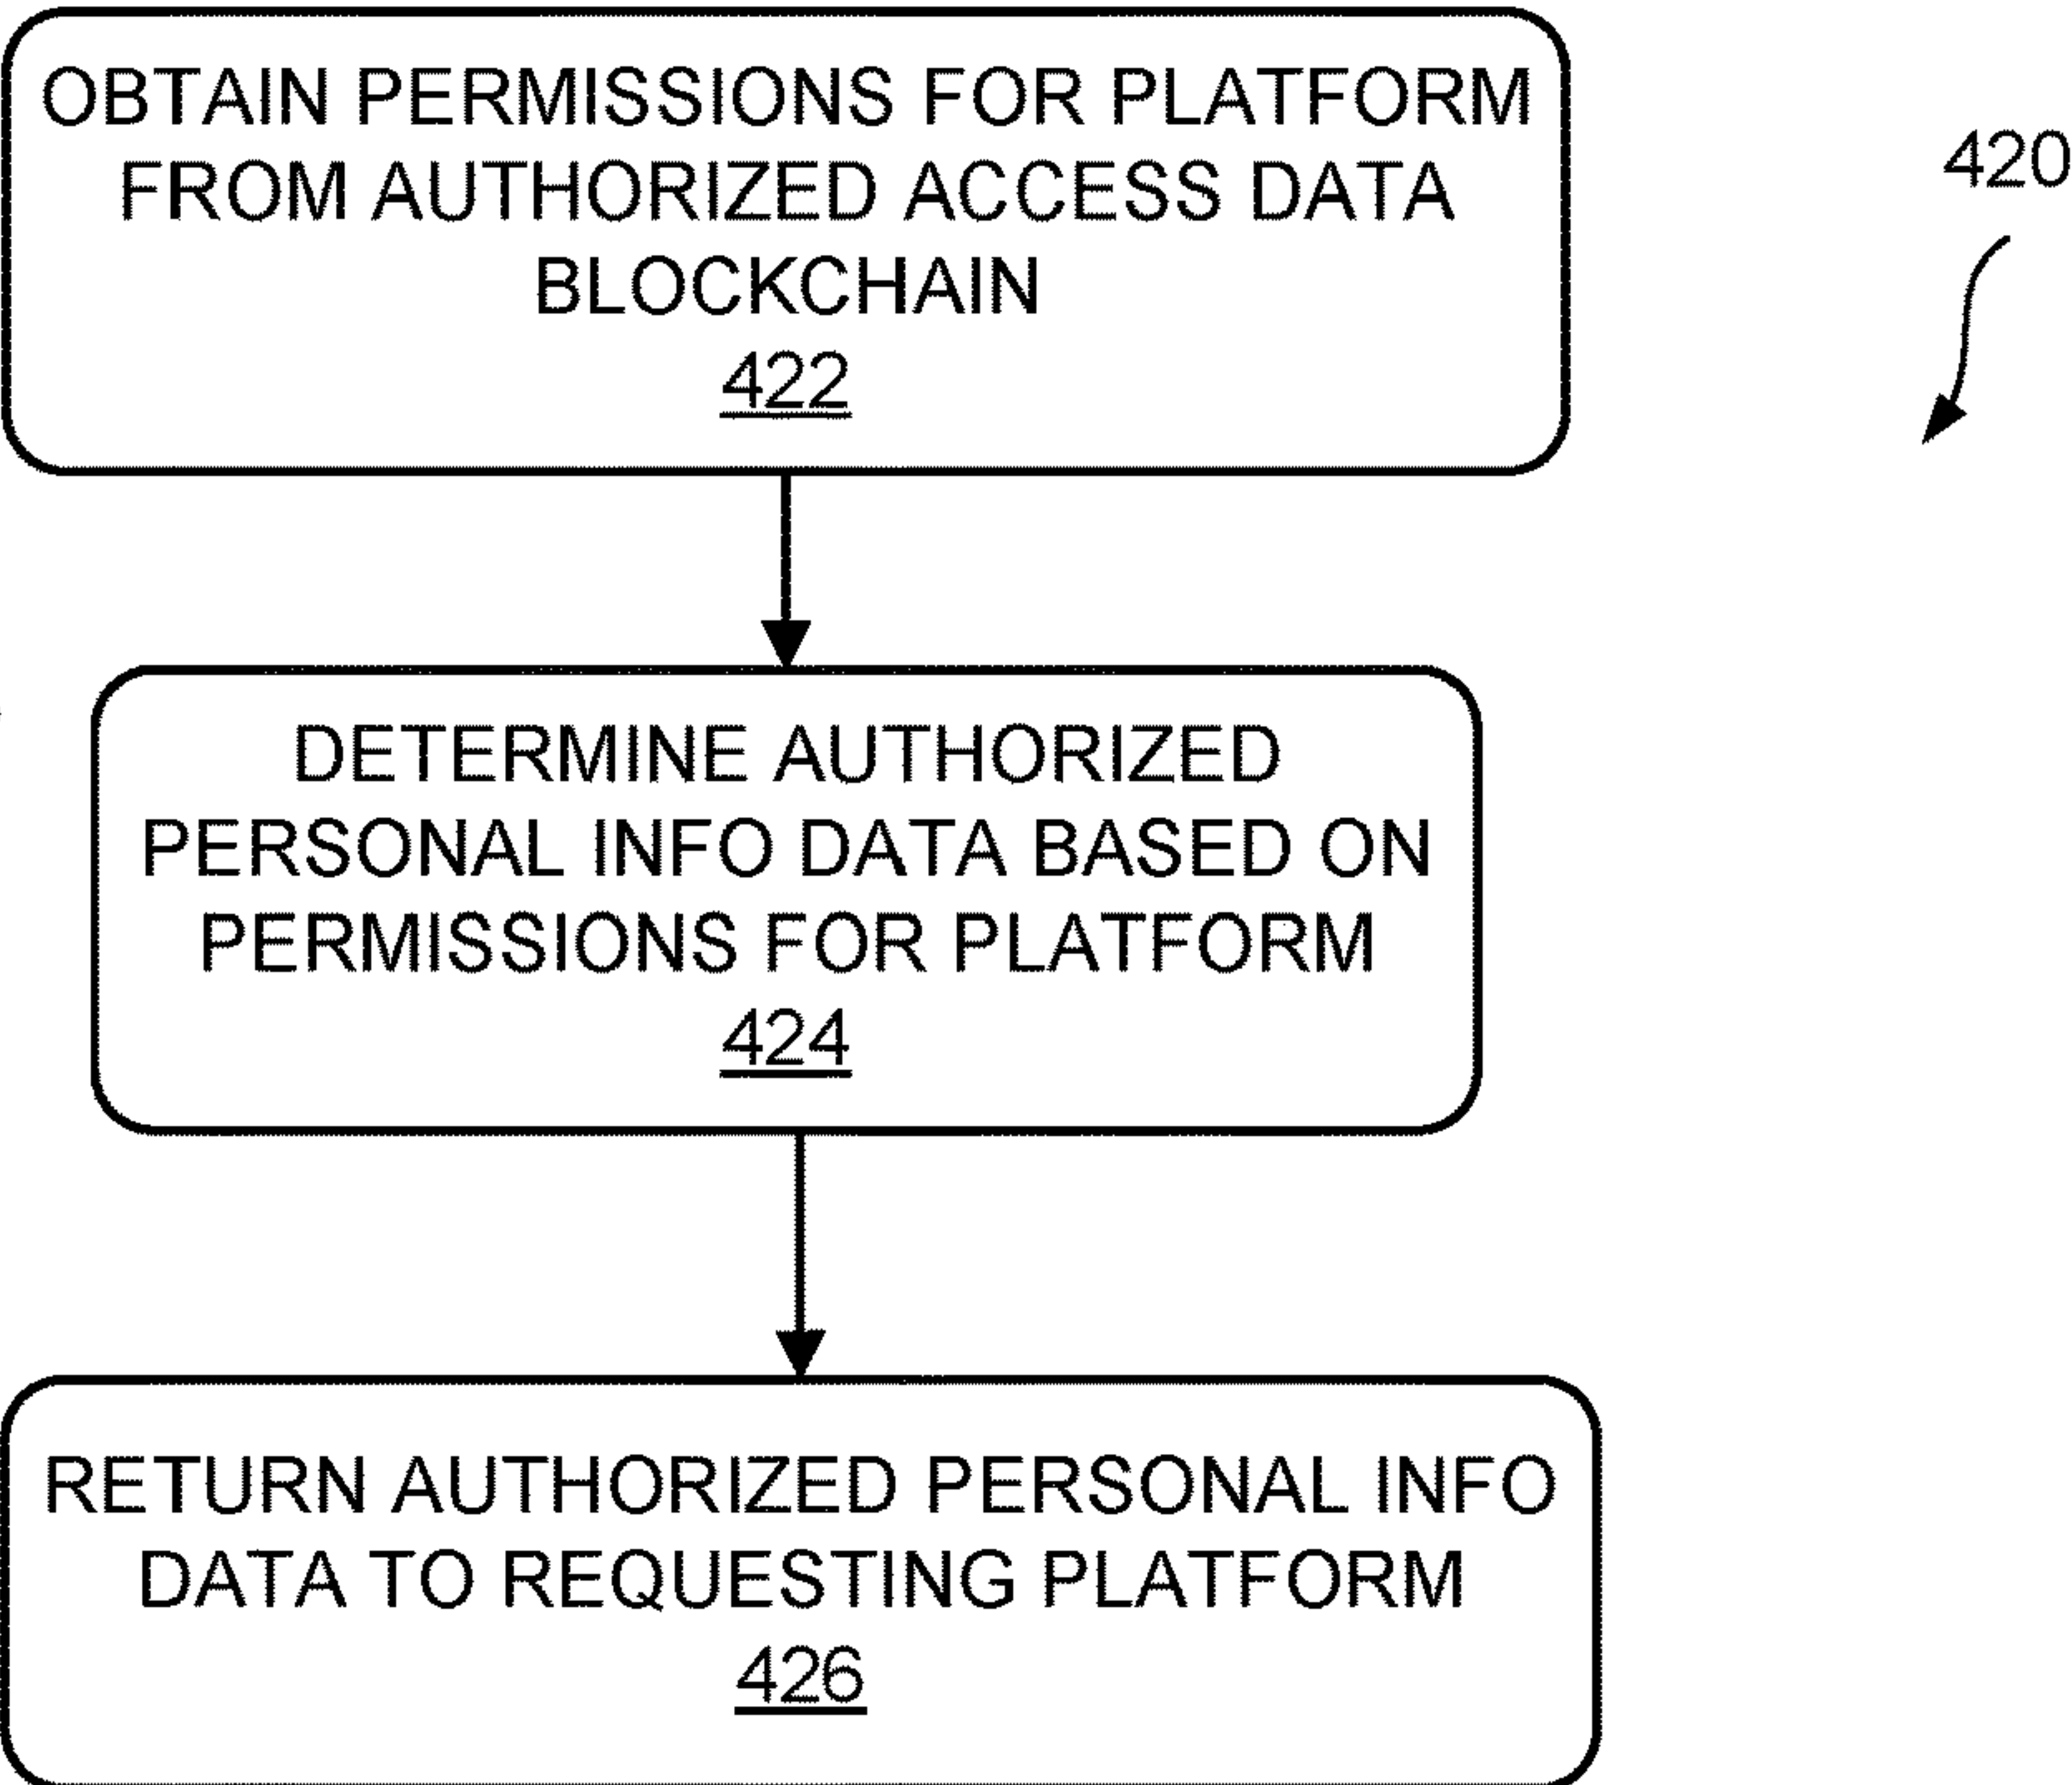 OBTAIN PERMISSIONS FOR PLATFORM
FROM AUTHORIZED ACCESS DATA
BLOCKCHAIN
422
420
DETERMINE AUTHORIZED
PERSONAL INFO DATA BASED ON
PERMISSIONS FOR PLATFORM
424
RETURN AUTHORIZED PERSONAL INFO
DATA TO REQUESTING PLATFORM
426